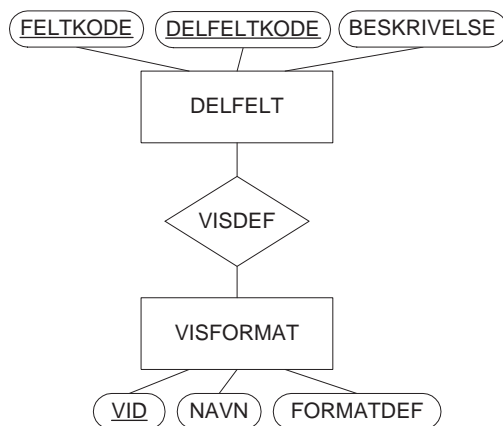 FELTKODE DELFELTKODE BESKRIVELSE
DELFELT
VISDEF
VISFORMAT
VID NAVN FORMATDEF